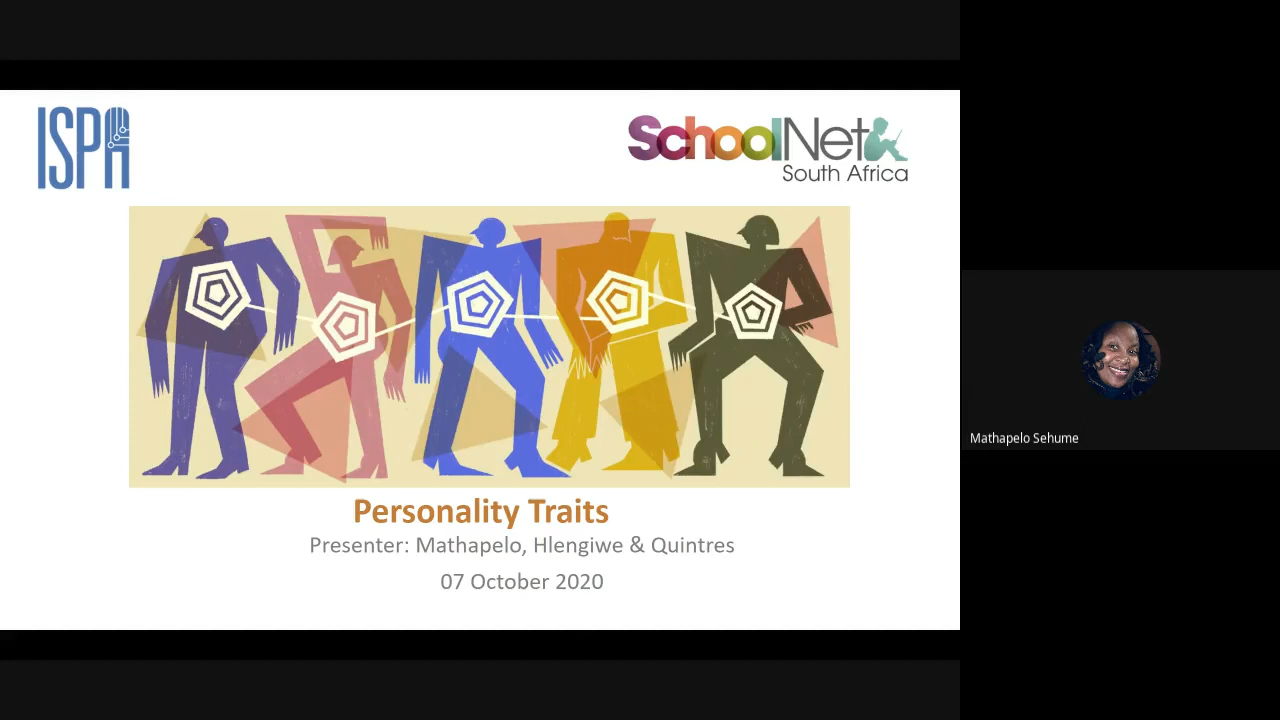 ISPA
SchoolNet
South Africa
Personality Traits
Presenter: Mathapelo, Hlengiwe & Quintres
07 October 2020
Mathapelo Sehume